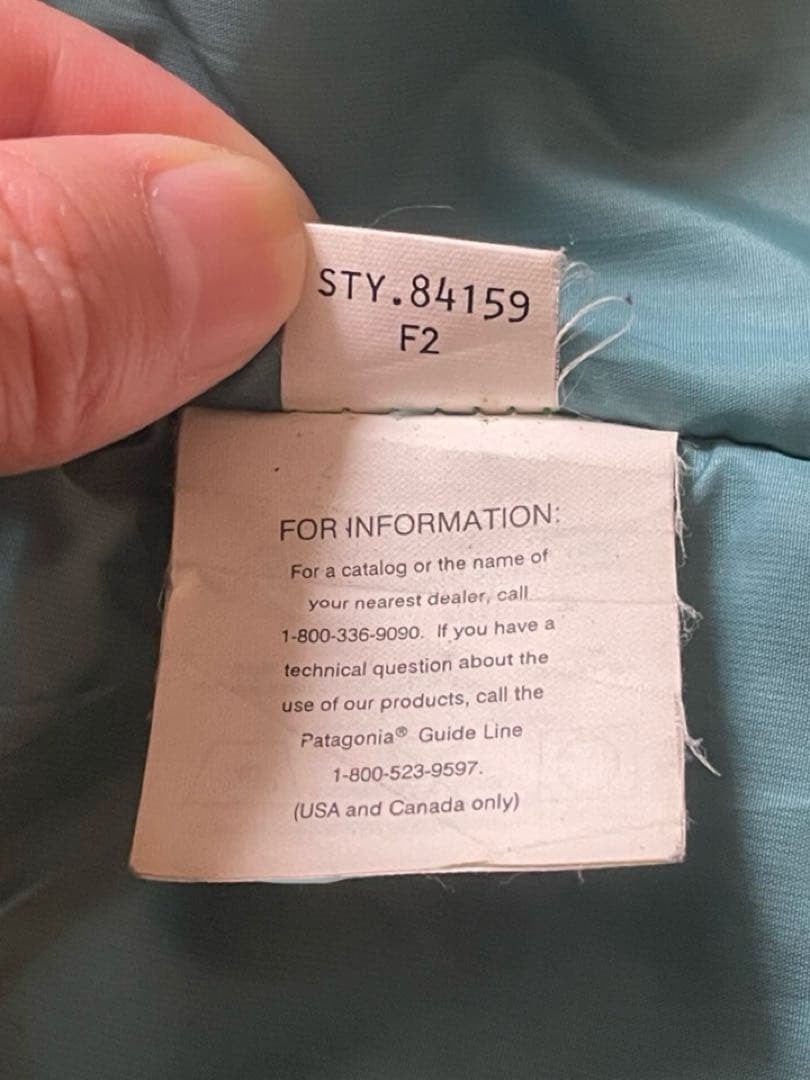 STY.84159
F2
FOR INFORMATION:
For a catalog or the name of
your nearest dealer, call
1-800-336-9090. If you have a
technical question about the
use of our products, call the
Patagonia® Guide Line
1-800-523-9597.
(USA and Canada only)